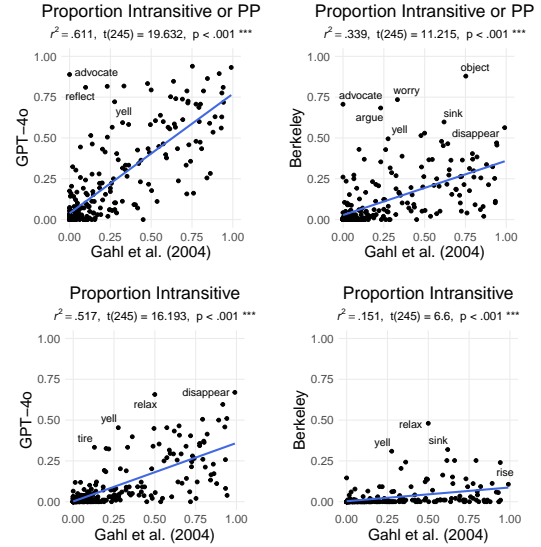 Proportion Intransitive or PP
r² = .611, t(245) = 19.632, p < .001 ***
1.00
0.75
0.50
0.25
0.00
GPT−4o
advocate
reflect
yell
0.00 0.25 0.50 0.75 1.00
Gahl et al. (2004)
Proportion Intransitive or PP
r² = .339, t(245) = 11.215, p < .001 ***
1.00
0.75
0.50
0.25
0.00
Berkeley
object
advocate
worry
argue
sink
yell
disappear
0.00 0.25 0.50 0.75 1.00
Gahl et al. (2004)
Proportion Intransitive
r² = .517, t(245) = 16.193, p < .001 ***
1.00
0.75
0.50
0.25
0.00
GPT−4o
disappear
relax
yell
tire
0.00 0.25 0.50 0.75 1.00
Gahl et al. (2004)
Proportion Intransitive
r² = .151, t(245) = 6.6, p < .001 ***
1.00
0.75
0.50
0.25
0.00
Berkeley
relax
yell
sink
rise
0.00 0.25 0.50 0.75 1.00
Gahl et al. (2004)